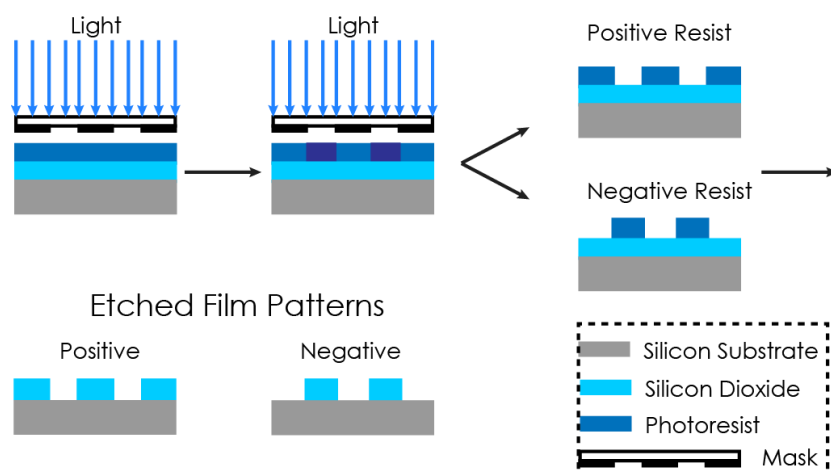 Light
Light
Positive Resist
Negative Resist
Etched Film Patterns
Positive
Negative
Silicon Substrate
Silicon Dioxide
Photoresist
Mask